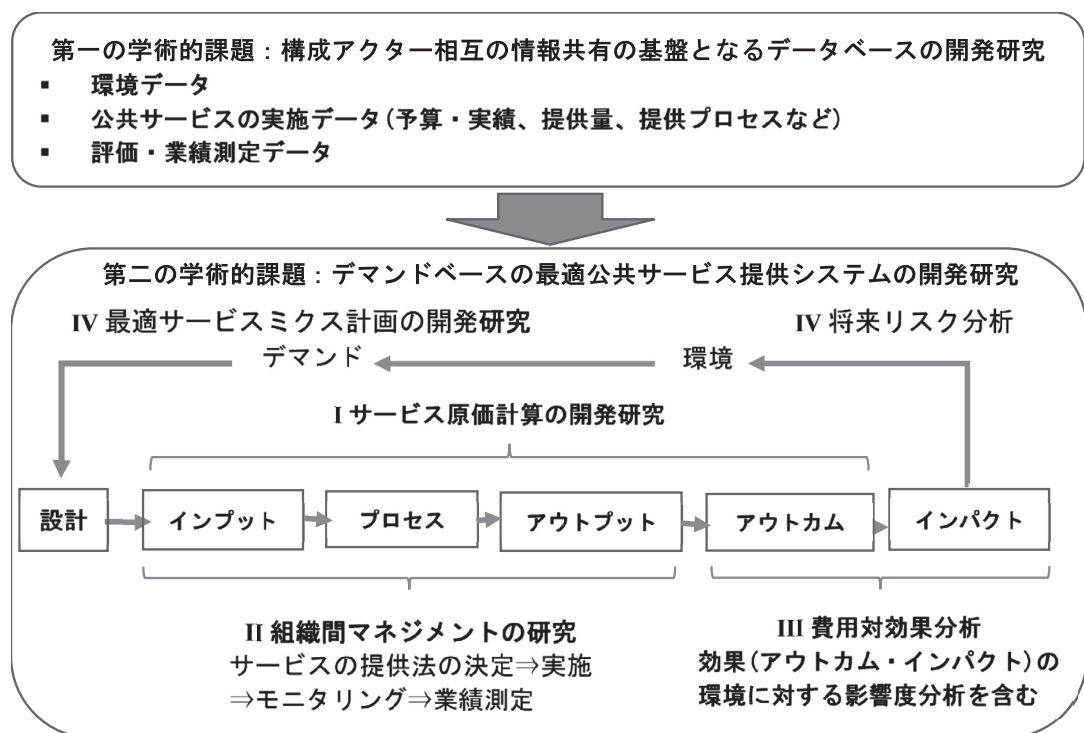 第一の学術的課題：構成アクター相互の情報共有の基盤となるデータベースの開発研究
▪ 環境データ
▪ 公共サービスの実施データ（予算・実績、提供量、提供プロセスなど）
▪ 評価・業績測定データ
第二の学術的課題：デマンドベースの最適公共サービス提供システムの開発研究
IV 最適サービスミクス計画の開発研究
IV 将来リスク分析
デマンド
環境
I サービス原価計算の開発研究
設計
インプット
プロセス
アウトプット
アウトカム
インパクト
II 組織間マネジメントの研究
サービスの提供法の決定⇒実施
⇒モニタリング⇒業績測定
III 費用対効果分析
効果（アウトカム・インパクト）の
環境に対する影響度分析を含む